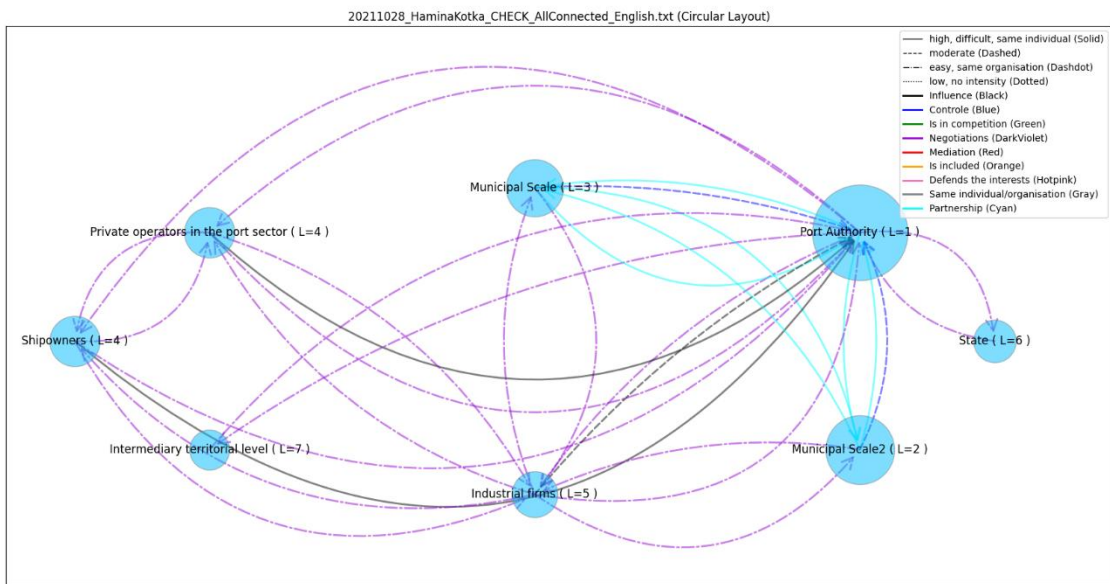 20211028_HaminaKotka_CHECK_AllConnected_English.txt (Circular Layout)
high, difficult, same individual (Solid)
moderate (Dashed)
easy, same organisation (Dashdot)
low, no intensity (Dotted)
Influence (Black)
Controle (Blue)
Is in competition (Green)
Negotiations (DarkViolet)
Mediation (Red)
Is included (Orange)
Defends the interests (Hotpink)
Same individual/organisation (Gray)
Partnership (Cyan)
Municipal Scale ( L=3 )
Private operators in the port sector ( L=4 )
Port Authority ( L=1 )
Shipowners ( L=4 )
State ( L=6 )
Intermediary territorial level ( L=7 )
Municipal Scale2 ( L=2 )
Industrial firms ( L=5 )